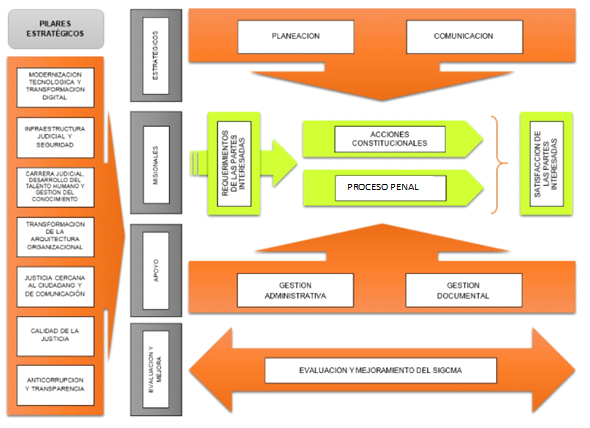 PILARES
ESTRATÉGICOS
MODERNIZACION
TECNOLOGICA Y
TRANSFORMACION
DIGITAL
INFRAESTRUCTURA
JUDICIAL Y
SEGURIDAD
CARRERA JUDICIAL,
DESARROLLO DEL
TALENTO HUMANO Y
GESTION DEL
CONOCIMIENTO
TRANSFORMACION
DE LA
ARQUITECTURA
ORGANIZACIONAL
JUSTICIA CERCANA
AL CIUDADANO Y
DE COMUNICACIÓN
CALIDAD DE LA
JUSTICIA
ANTICORRUPCION
Y TRANSPARENCIA
ESTRATÉGICOS
PLANEACION
COMUNICACION
MISIONALES
REQUERIMIENTOS
DE LAS PARTES
INTERESADAS
ACCIONES
CONSTITUCIONALES
PROCESO PENAL
SATISFACCION DE
LAS PARTES
INTERESADAS
APOYO
GESTION
ADMINISTRATIVA
GESTION
DOCUMENTAL
EVALUACION Y
MEJORA
EVALUACIÓN Y MEJORAMIENTO DEL SIGCMA